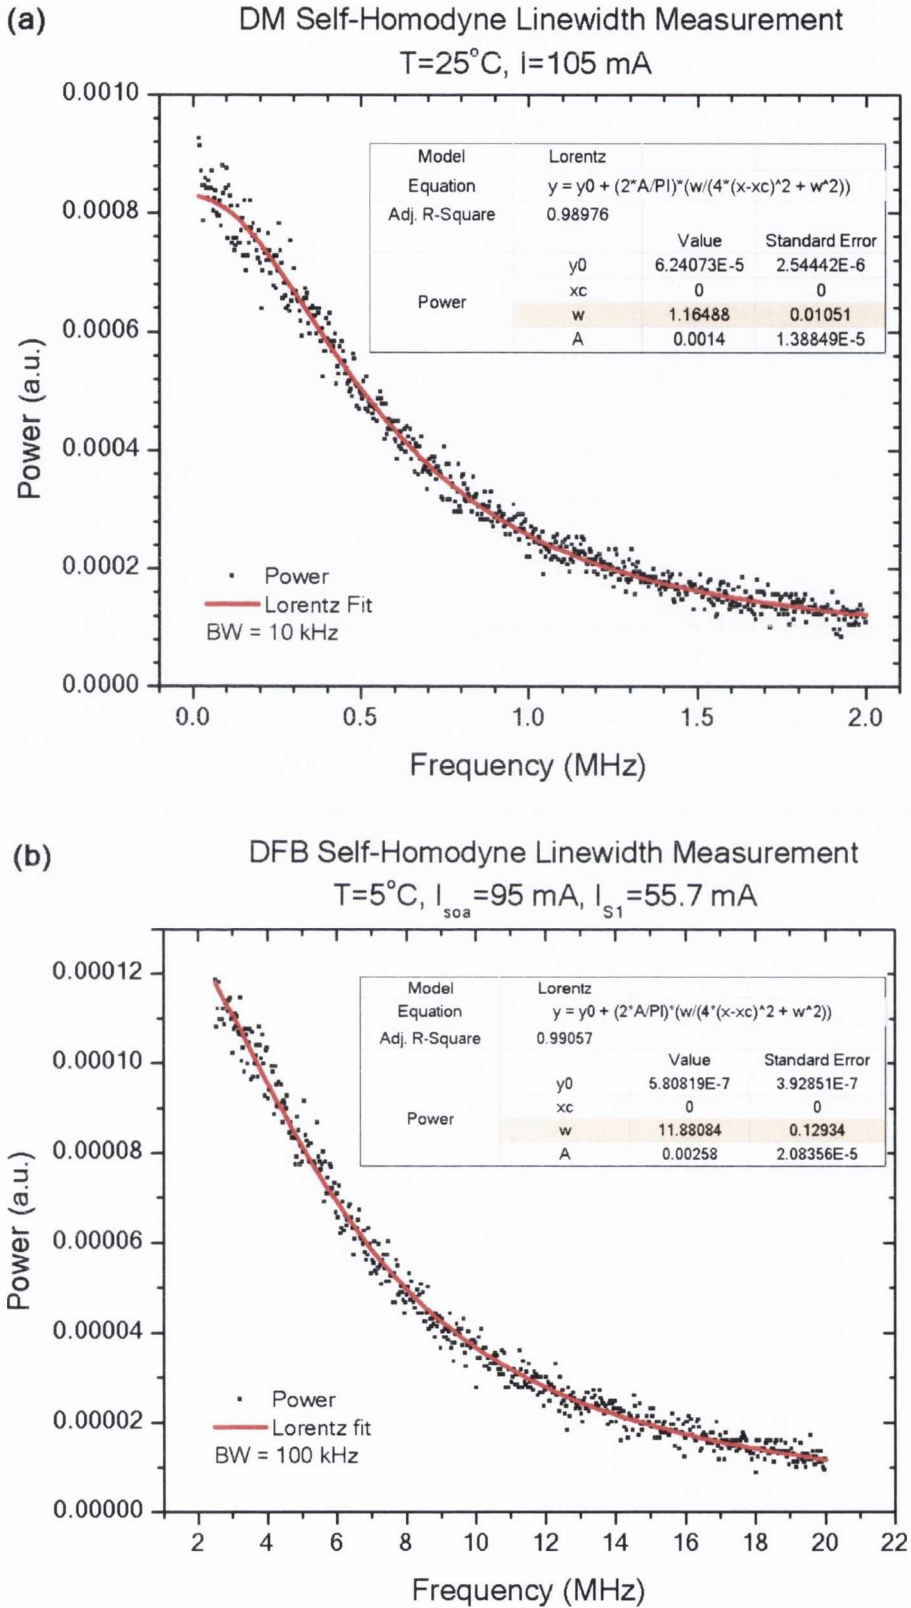 (a)
DM Self-Homodyne Linewidth Measurement
T=25°C, I=105 mA
0.0010
0.0008
0.0006
0.0004
0.0002
0.0000
Power (a.u.)
Model Lorentz
Equation y = y0 + (2*A/PI)*(w/(4*(x-xc)^2 + w^2))
Adj. R-Square 0.98976
Value Standard Error
y0 6.24073E-5 2.54442E-6
xc 0 0
Power
w 1.16488 0.01051
A 0.0014 1.38849E-5
Power
Lorentz Fit
BW = 10 kHz
0.0 0.5 1.0 1.5 2.0
Frequency (MHz)
(b)
DFB Self-Homodyne Linewidth Measurement
T=5°C, Isoa=95 mA, IS1=55.7 mA
0.00012
0.00010
0.00008
0.00006
0.00004
0.00002
0.00000
Power (a.u.)
Model Lorentz
Equation y = y0 + (2*A/PI)*(w/(4*(x-xc)^2 + w^2))
Adj. R-Square 0.99057
Value Standard Error
y0 5.80819E-7 3.92851E-7
xc 0 0
Power
w 11.88084 0.12934
A 0.00258 2.08356E-5
Power
Lorentz fit
BW = 100 kHz
2 4 6 8 10 12 14 16 18 20 22
Frequency (MHz)